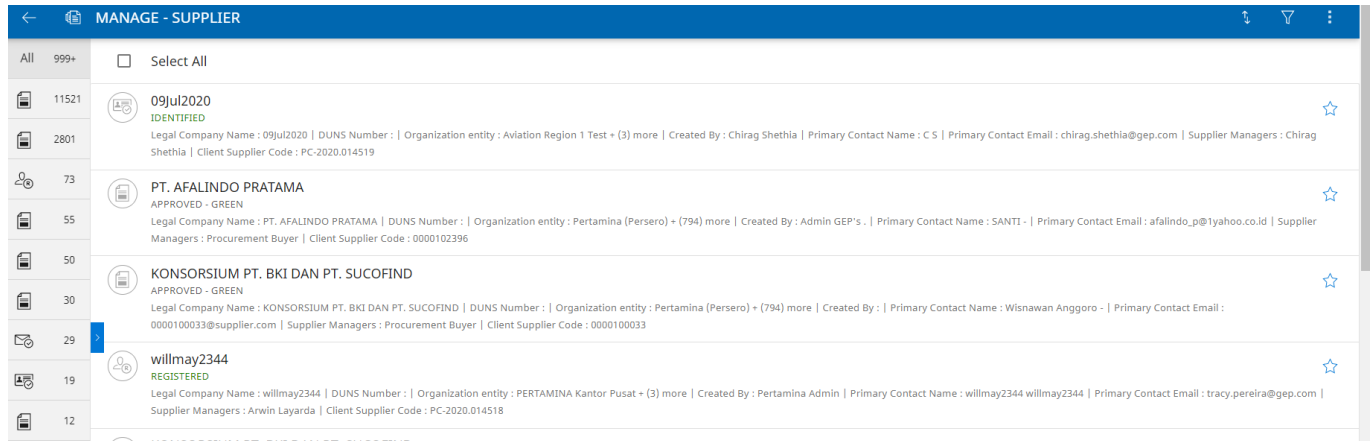 MANAGE - SUPPLIER
All 999+
Select All
11521
2801
73
55
50
30
29
19
12
09Jul2020
IDENTIFIED
Legal Company Name : 09Jul2020 | DUNS Number : | Organization entity : Aviation Region 1 Test + (3) more | Created By : Chirag Shethia | Primary Contact Name : C S | Primary Contact Email : chirag.shethia@gep.com | Supplier Managers : Chirag
Shethia | Client Supplier Code : PC-2020.014519
PT. AFALINDO PRATAMA
APPROVED - GREEN
Legal Company Name : PT. AFALINDO PRATAMA | DUNS Number : | Organization entity : Pertamina (Persero) + (794) more | Created By : Admin GEP's . | Primary Contact Name : SANTI - | Primary Contact Email : afalindo_p@1yahoo.co.id | Supplier
Managers : Procurement Buyer | Client Supplier Code : 0000102396
KONSORSIUM PT. BKI DAN PT. SUCOFIND
APPROVED - GREEN
Legal Company Name : KONSORSIUM PT. BKI DAN PT. SUCOFIND | DUNS Number : | Organization entity : Pertamina (Persero) + (794) more | Created By : | Primary Contact Name : Wisnawan Anggoro - | Primary Contact Email :
0000100033@supplier.com | Supplier Managers : Procurement Buyer | Client Supplier Code : 0000100033
willmay2344
REGISTERED
Legal Company Name : willmay2344 | DUNS Number : | Organization entity : PERTAMINA Kantor Pusat + (3) more | Created By : Pertamina Admin | Primary Contact Name : willmay2344 willmay2344 | Primary Contact Email : tracy.pereira@gep.com |
Supplier Managers : Arwin Layarda | Client Supplier Code : PC-2020.014518